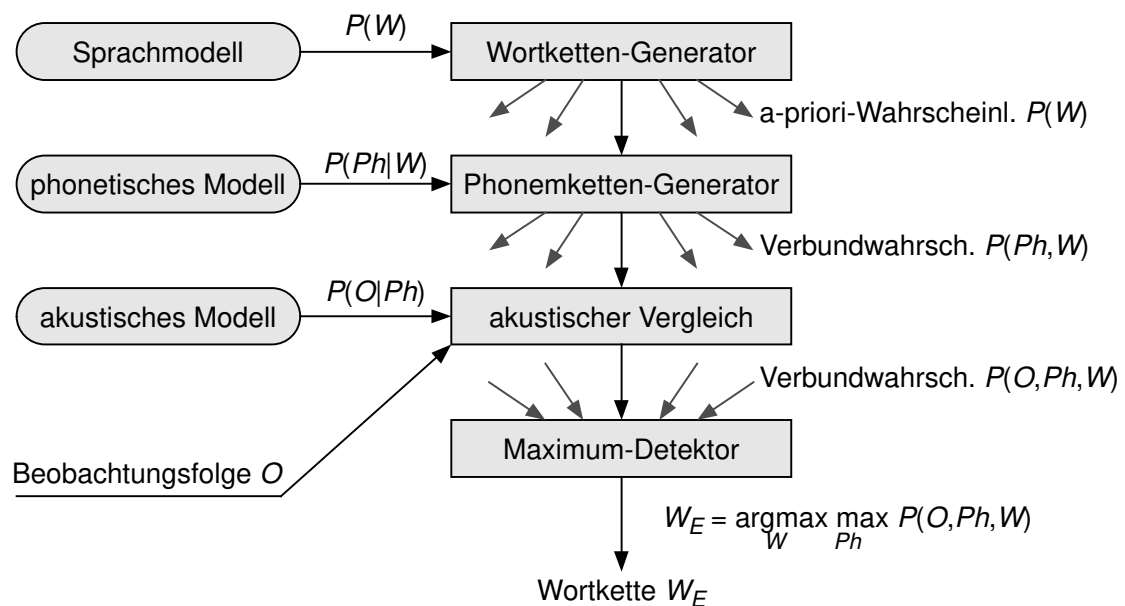 P(W)
Sprachmodell
Wortketten-Generator
a-priori-Wahrscheinl. P(W)
P(Ph|W)
phonetisches Modell
Phonemketten-Generator
Verbundwahrsch. P(Ph,W)
P(O|Ph)
akustisches Modell
akustischer Vergleich
Verbundwahrsch. P(O,Ph,W)
Maximum-Detektor
Beobachtungsfolge O
W_E = argmax max P(O,Ph,W)
W Ph
Wortkette W_E